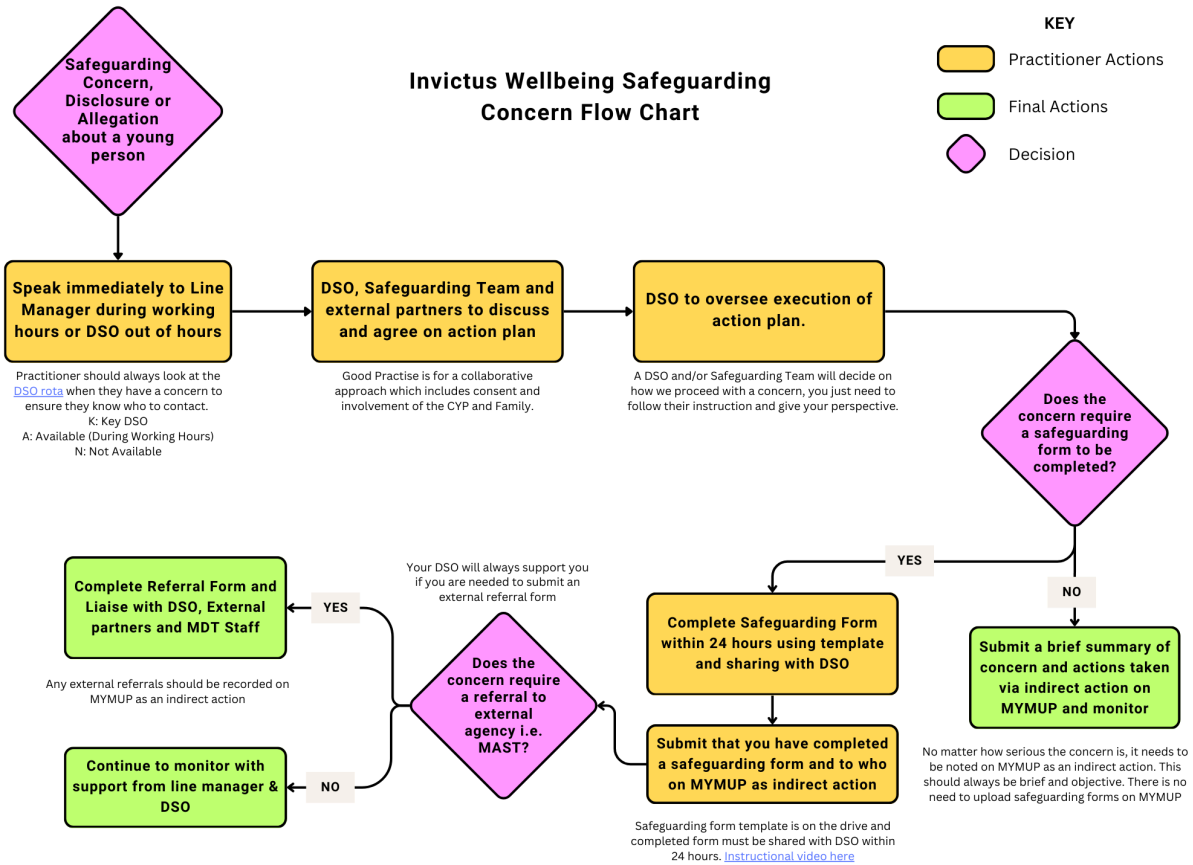 Safeguarding
Concern,
Disclosure or
Allegation
about a young
person
Invictus Wellbeing Safeguarding
Concern Flow Chart
KEY
Practitioner Actions
Final Actions
Decision
Speak immediately to Line
Manager during working
hours or DSO out of hours
Practitioner should always look at the
DSO rota when they have a concern to
ensure they know who to contact.
K: Key DSO
A: Available (During Working Hours)
N: Not Available
DSO, Safeguarding Team and
external partners to discuss
and agree on action plan
Good Practise is for a collaborative
approach which includes consent and
involvement of the CYP and Family.
DSO to oversee execution of
action plan.
A DSO and/or Safeguarding Team will decide on
how we proceed with a concern, you just need to
follow their instruction and give your perspective.
Does the
concern require
a safeguarding
form to be
completed?
YES
NO
Submit a brief summary of
concern and actions taken
via indirect action on
MYMUP and monitor
No matter how serious the concern is, it needs to
be noted on MYMUP as an indirect action. This
should always be brief and objective. There is no
need to upload safeguarding forms on MYMUP
Complete Safeguarding Form
within 24 hours using template
and sharing with DSO
Submit that you have completed
a safeguarding form and to who
on MYMUP as indirect action
Safeguarding form template is on the drive and
completed form must be shared with DSO within
24 hours. Instructional video here
Your DSO will always support you
if you are needed to submit an
external referral form
Does the
concern require
a referral to
external
agency i.e.
MAST?
YES
Complete Referral Form and
Liaise with DSO, External
partners and MDT Staff
Any external referrals should be recorded on
MYMUP as an indirect action
NO
Continue to monitor with
support from line manager &
DSO